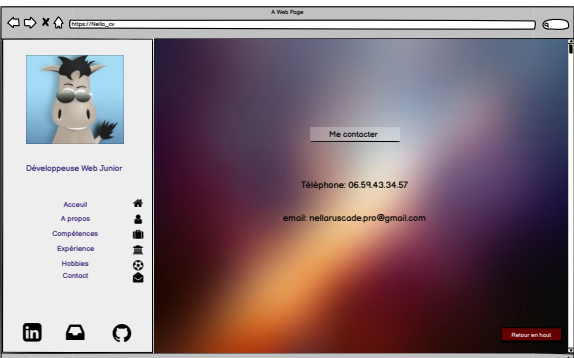 A Web Page
https://Nella_cv
Développeuse Web Junior
Acceuil
A propos
Compétences
Expérience
Hobbies
Contact
Me contacter
Téléphone: 06.59.43.34.57
email: nellaruscade.pro@gmail.com
Retour en haut